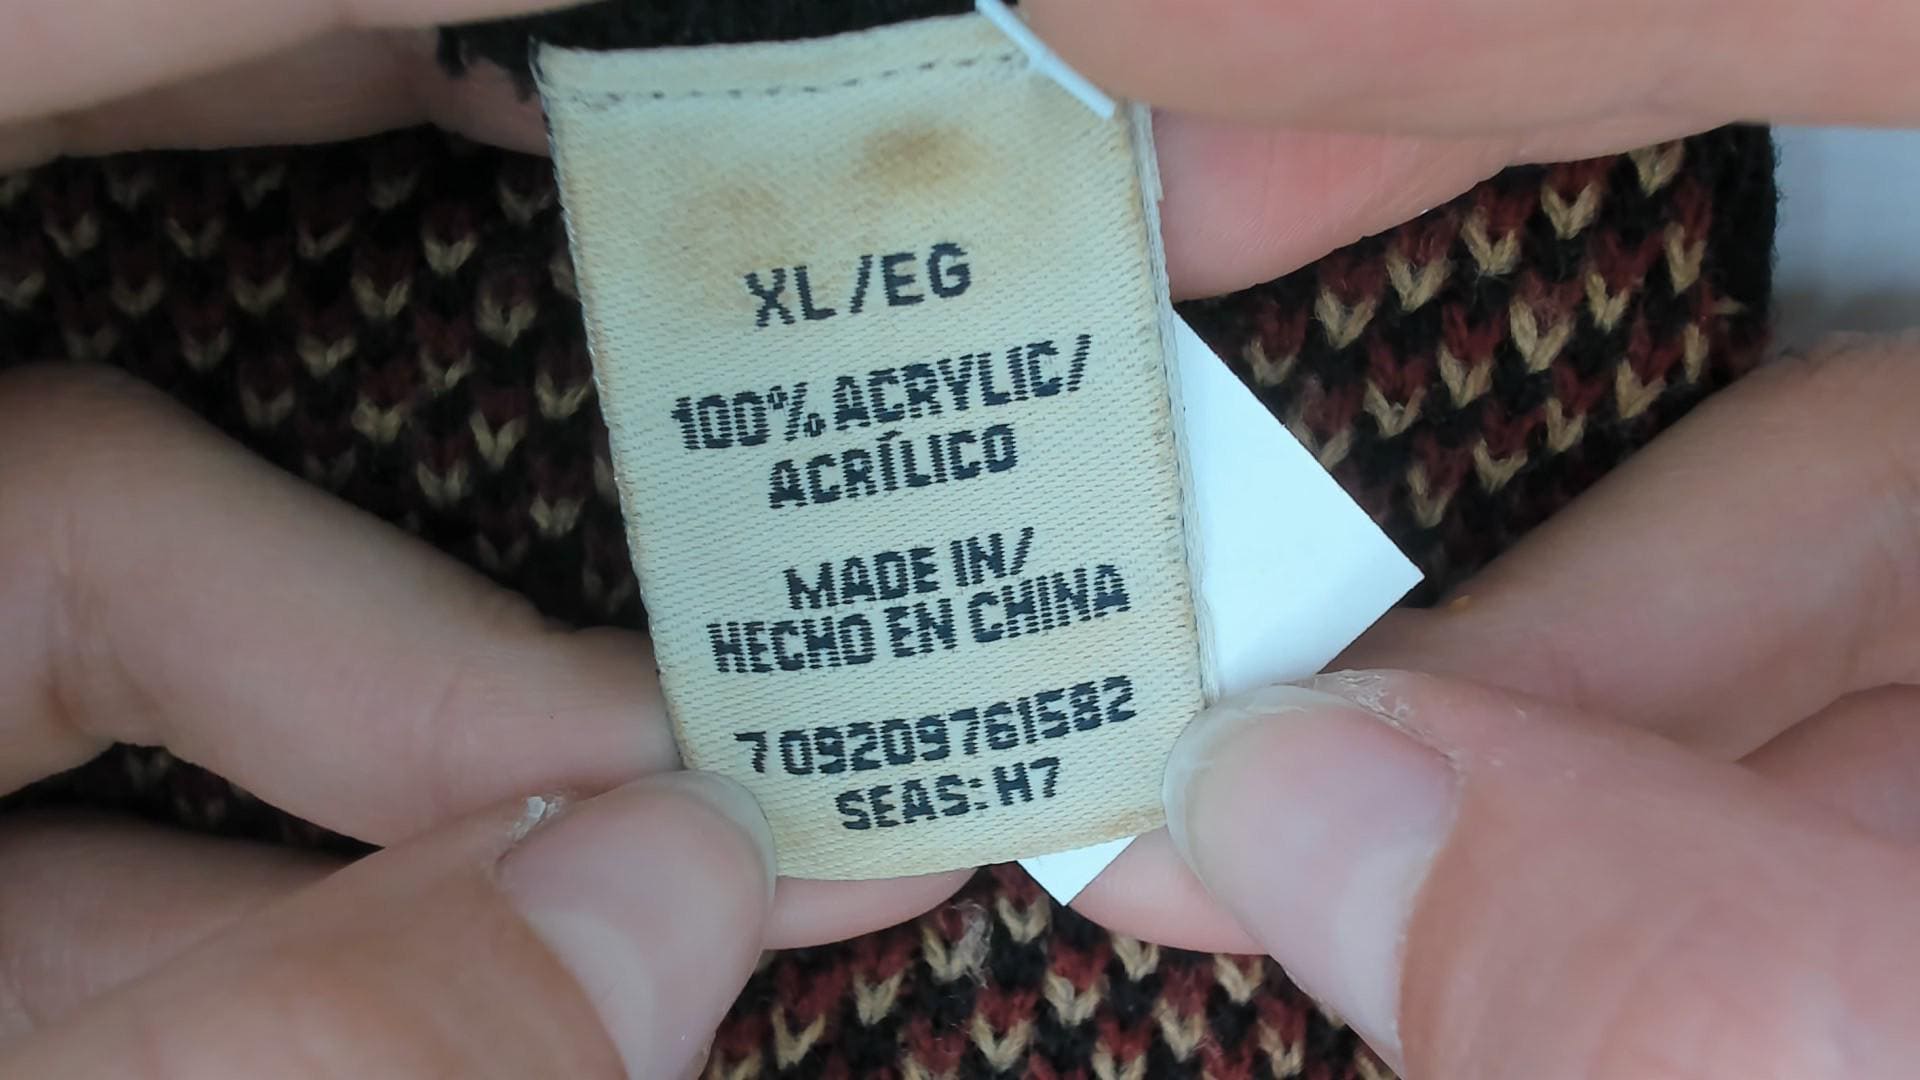 XL/EG
100% ACRYLIC/
ACRÍLICO
MADE IN/
HECHO EN CHINA
709209761582
SEAS: H7